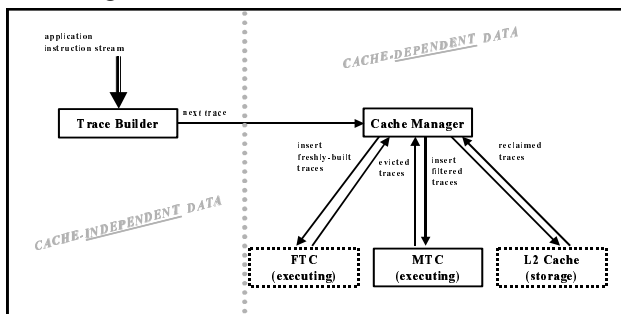 application
instruction stream
CACHE-DEPENDENT DATA
Trace Builder
next trace
Cache Manager
insert
freshly-built
traces
evicted
traces
insert
filtered
traces
reclaimed
traces
CACHE-INDEPENDENT DATA
FTC
(executing)
MTC
(executing)
L2 Cache
(storage)